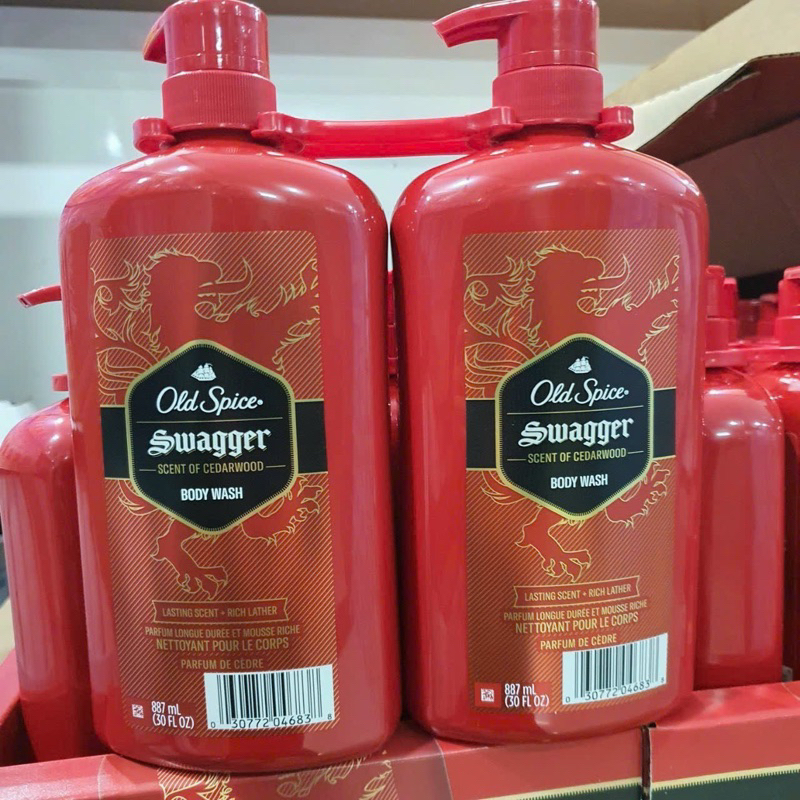 Old Spice
Swagger
SCENT OF CEDARWOOD
BODY WASH
LASTING SCENT + RICH LATHER
PARFUM LONGUE DURÉE ET MOUSSE RICHE
NETTOYANT POUR LE CORPS
PARFUM DE CÈDRE
887 mL
(30 FL OZ)
0 30772 04683 8
Old Spice
Swagger
SCENT OF CEDARWOOD
BODY WASH
LASTING SCENT + RICH LATHER
PARFUM LONGUE DURÉE ET MOUSSE RICHE
NETTOYANT POUR LE CORPS
PARFUM DE CÈDRE
887 mL
(30 FL OZ)
0 30772 04683 8